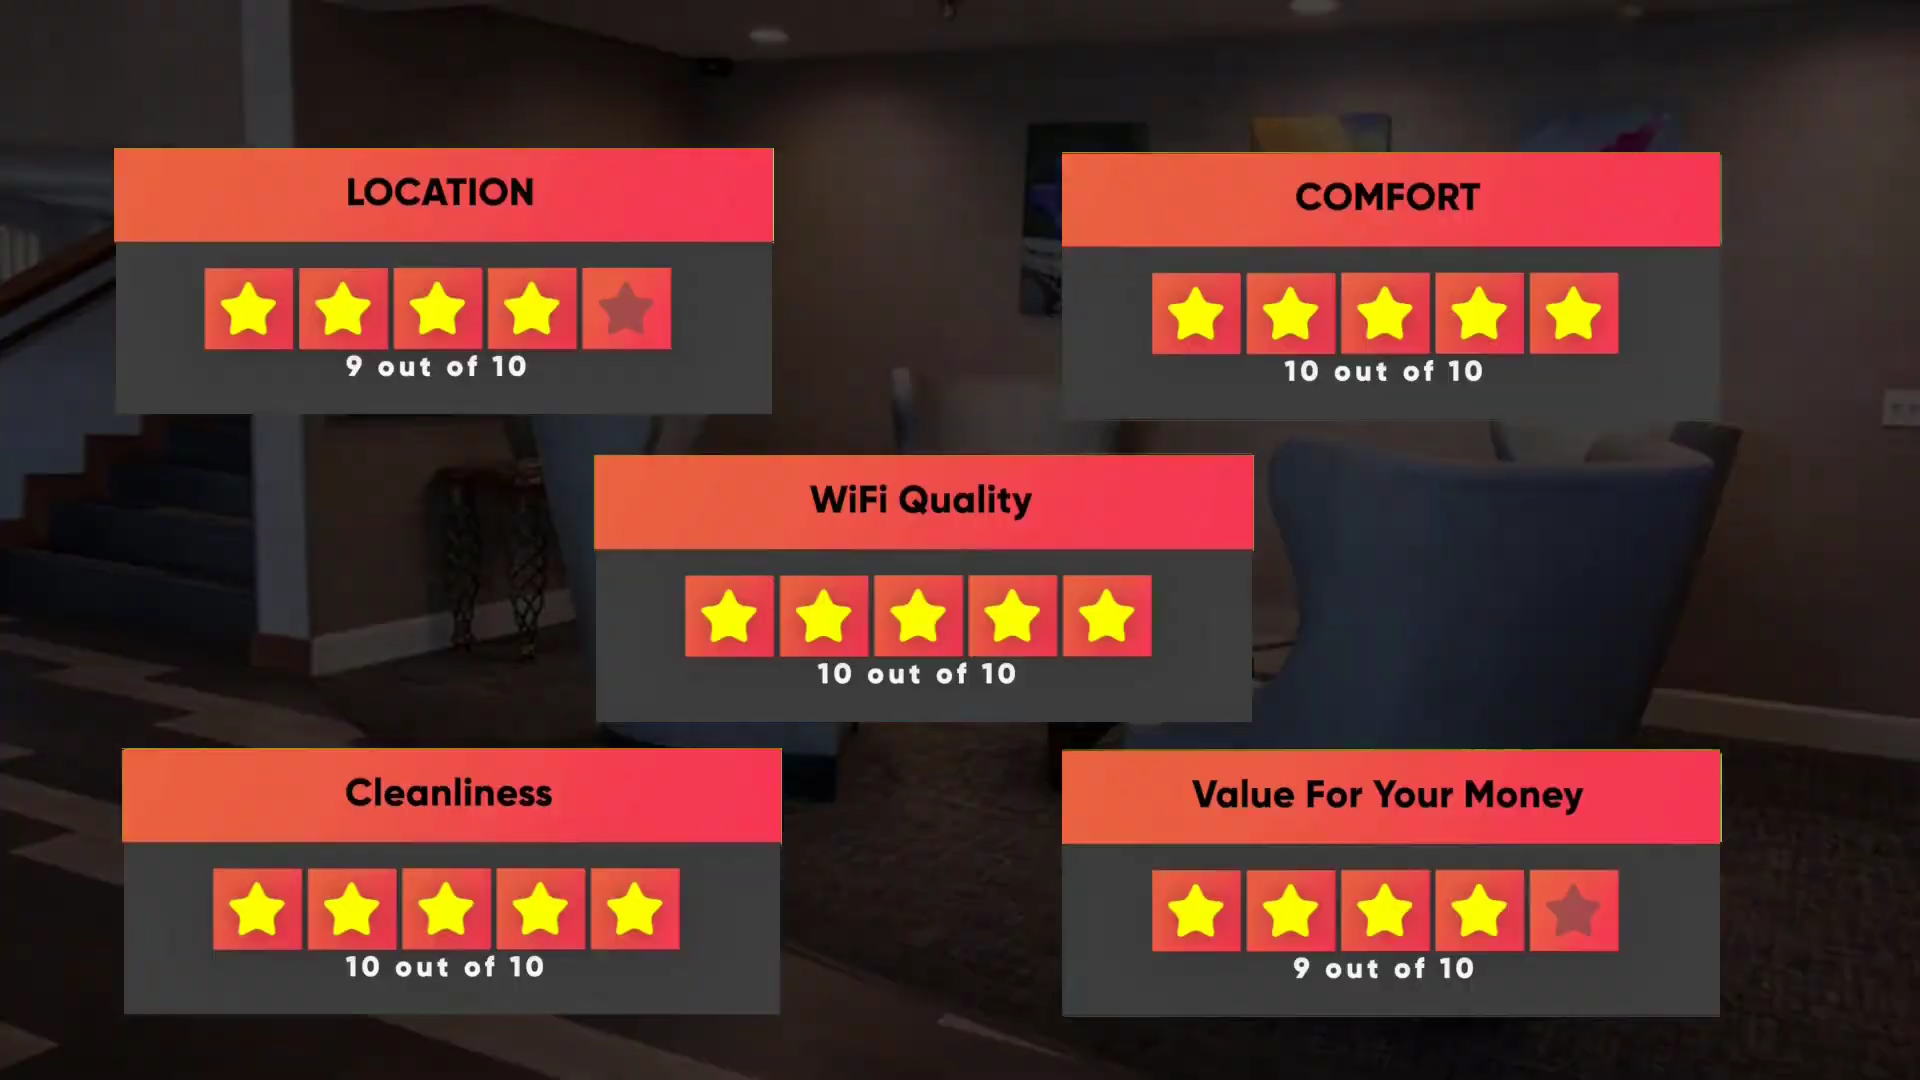 LOCATION
9 out of 10
COMFORT
10 out of 10
WiFi Quality
10 out of 10
Cleanliness
10 out of 10
Value For Your Money
9 out of 10